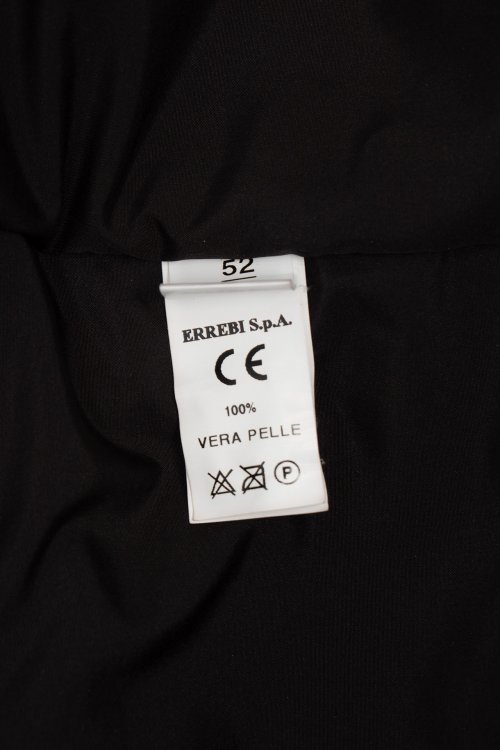 52
ERREBI S.p.A.
CE
100%
VERA PELLE
P